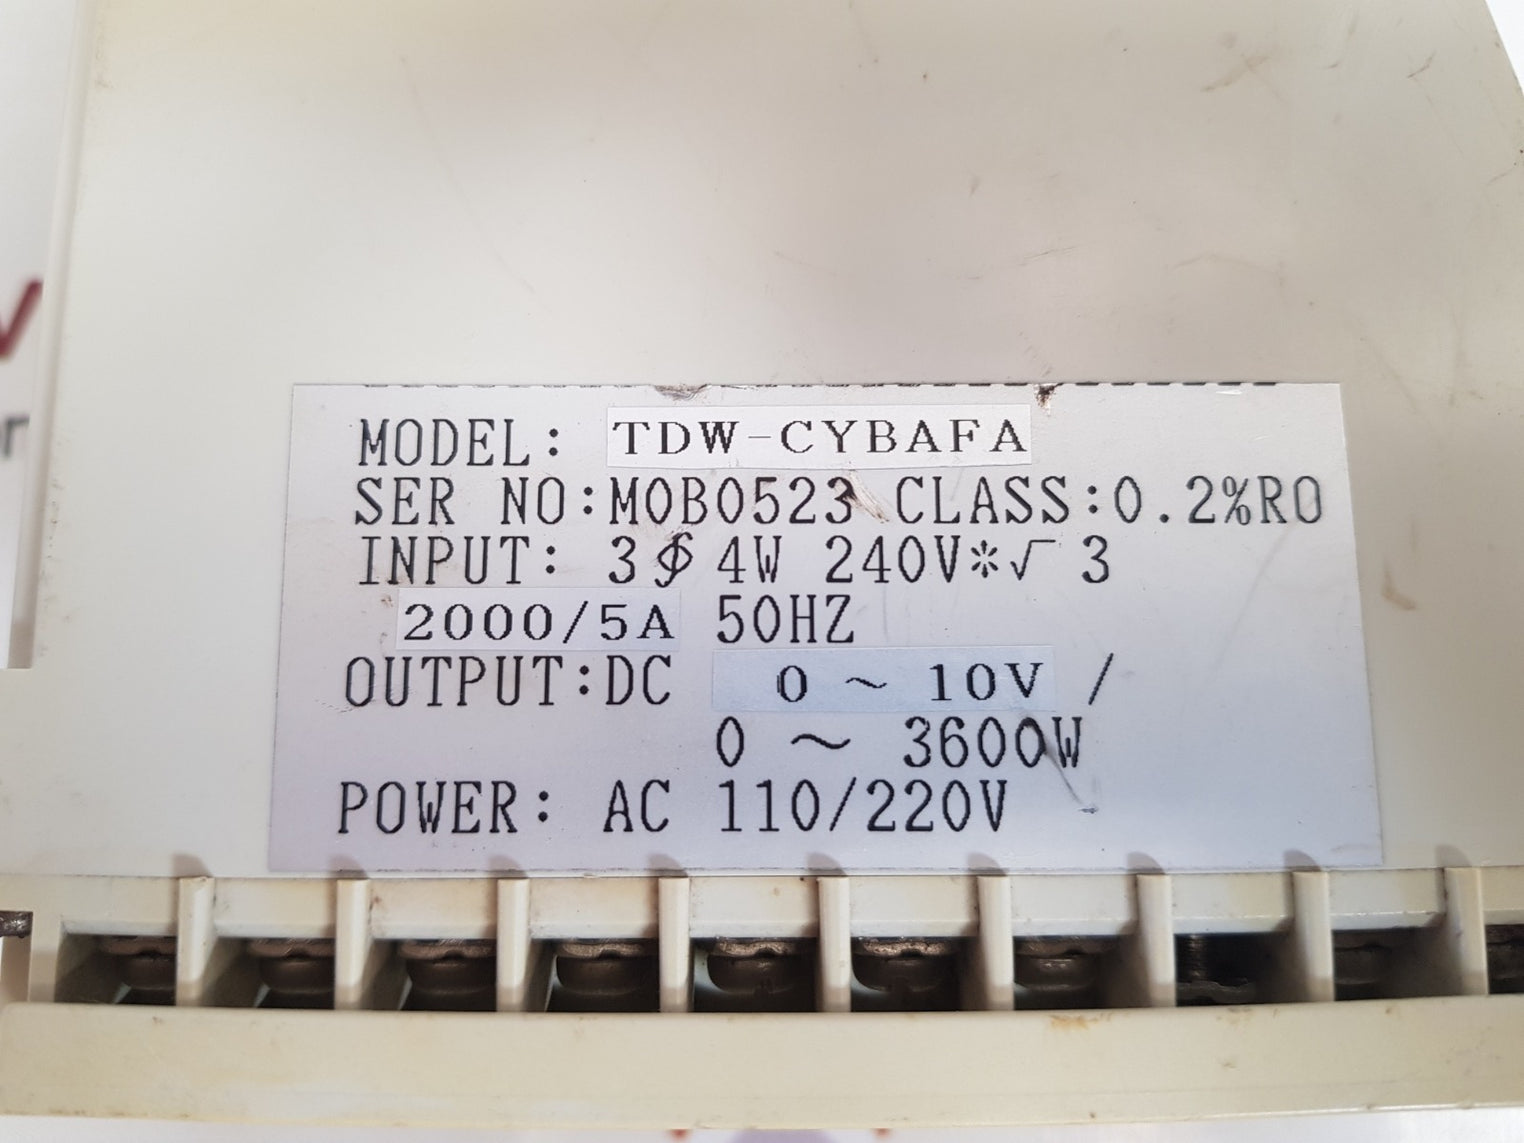 MODEL: TDW-CYBAFA
SER NO:MOB0523 CLASS:0.2%RO
INPUT: 3∮ 4W 240V*√ 3
2000/5A 50HZ
OUTPUT:DC 0 ~ 10V /
0 ~ 3600W
POWER: AC 110/220V